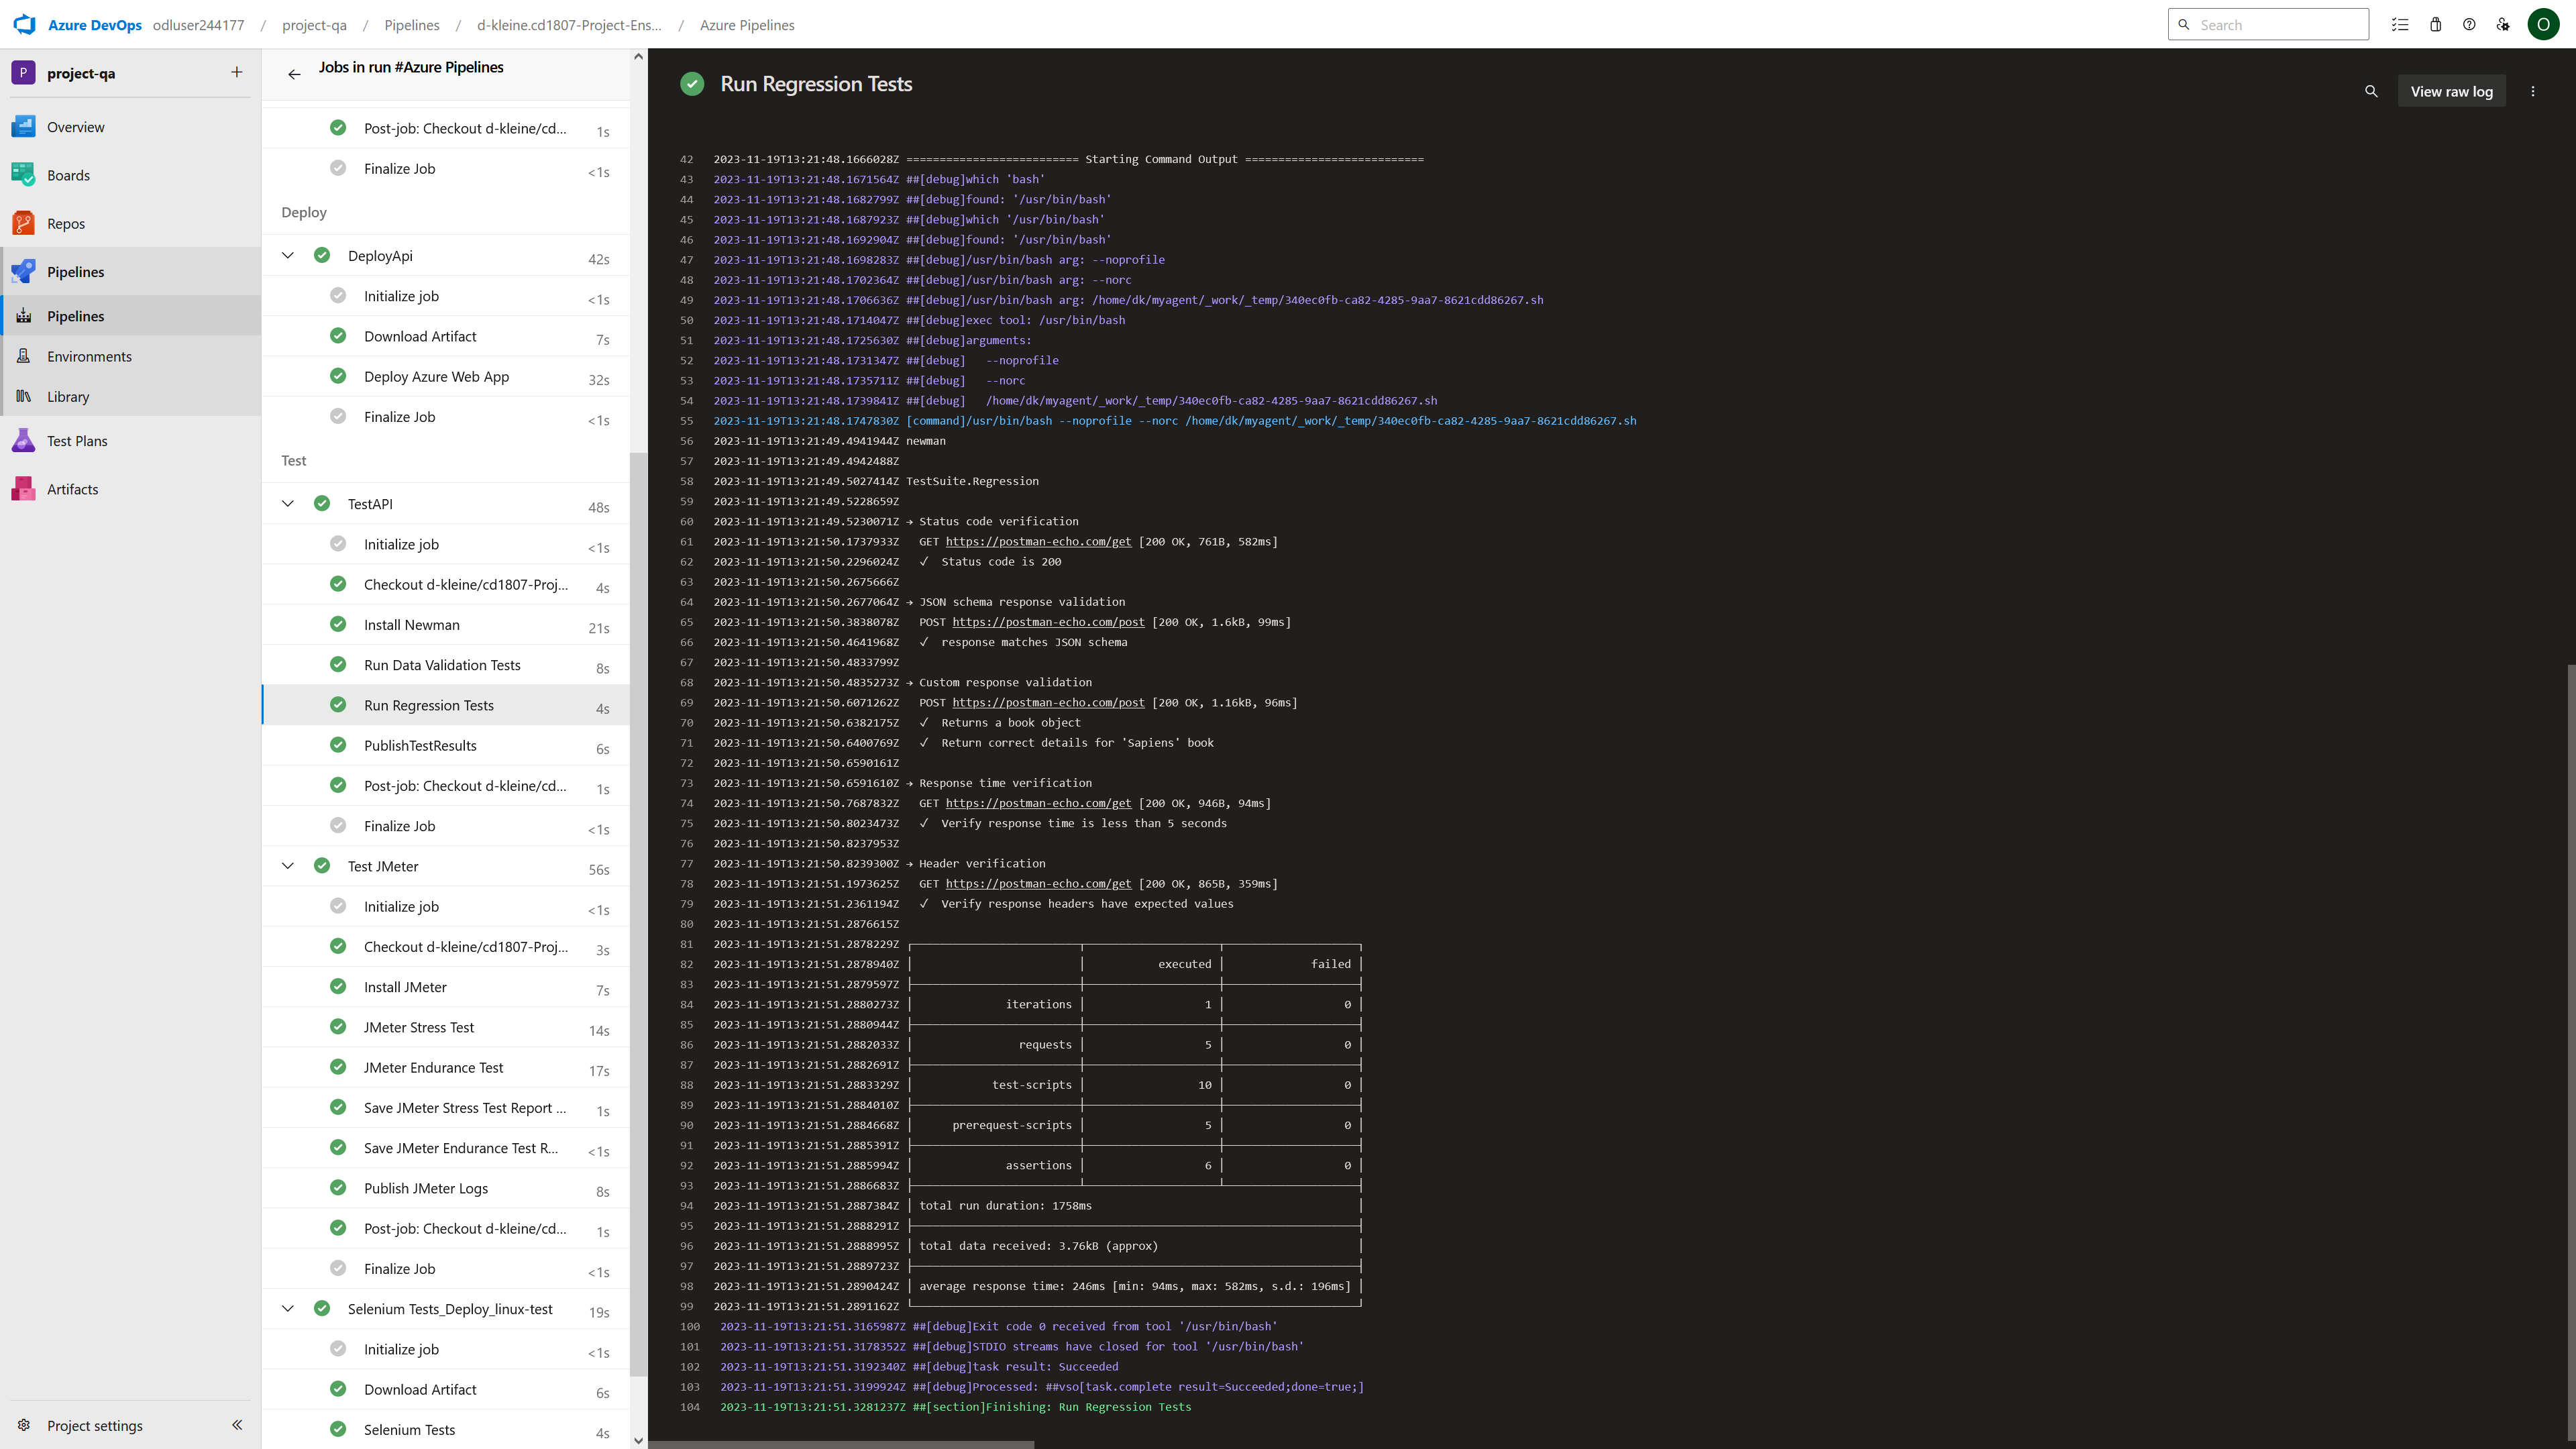 Azure DevOps odluser244177 / project-qa / Pipelines / d-kleine.cd1807-Project-Ens... / Azure Pipelines
Search
O
P project-qa
Overview
Boards
Repos
Pipelines
Pipelines
Environments
Library
Test Plans
Artifacts
Project settings
Jobs in run #Azure Pipelines
Post-job: Checkout d-kleine/cd... 1s
Finalize Job <1s
Deploy
DeployApi 42s
Initialize job <1s
Download Artifact 7s
Deploy Azure Web App 32s
Finalize Job <1s
Test
TestAPI 48s
Initialize job <1s
Checkout d-kleine/cd1807-Proj... 4s
Install Newman 21s
Run Data Validation Tests 8s
Run Regression Tests 4s
PublishTestResults 6s
Post-job: Checkout d-kleine/cd... 1s
Finalize Job <1s
Test JMeter 56s
Initialize job <1s
Checkout d-kleine/cd1807-Proj... 3s
Install JMeter 7s
JMeter Stress Test 14s
JMeter Endurance Test 17s
Save JMeter Stress Test Report ... 1s
Save JMeter Endurance Test R... <1s
Publish JMeter Logs 8s
Post-job: Checkout d-kleine/cd... 1s
Finalize Job <1s
Selenium Tests_Deploy_linux-test 19s
Initialize job <1s
Download Artifact 6s
Selenium Tests 4s
Run Regression Tests
View raw log
42 2023-11-19T13:21:48.1666028Z ========================== Starting Command Output ===========================
43 2023-11-19T13:21:48.1671564Z ##[debug]which 'bash'
44 2023-11-19T13:21:48.1682799Z ##[debug]found: '/usr/bin/bash'
45 2023-11-19T13:21:48.1687923Z ##[debug]which '/usr/bin/bash'
46 2023-11-19T13:21:48.1692904Z ##[debug]found: '/usr/bin/bash'
47 2023-11-19T13:21:48.1698283Z ##[debug]/usr/bin/bash arg: --noprofile
48 2023-11-19T13:21:48.1702364Z ##[debug]/usr/bin/bash arg: --norc
49 2023-11-19T13:21:48.1706636Z ##[debug]/usr/bin/bash arg: /home/dk/myagent/_work/_temp/340ec0fb-ca82-4285-9aa7-8621cdd86267.sh
50 2023-11-19T13:21:48.1714047Z ##[debug]exec tool: /usr/bin/bash
51 2023-11-19T13:21:48.1725630Z ##[debug]arguments:
52 2023-11-19T13:21:48.1731347Z ##[debug]   --noprofile
53 2023-11-19T13:21:48.1735711Z ##[debug]   --norc
54 2023-11-19T13:21:48.1739841Z ##[debug]   /home/dk/myagent/_work/_temp/340ec0fb-ca82-4285-9aa7-8621cdd86267.sh
55 2023-11-19T13:21:48.1747830Z [command]/usr/bin/bash --noprofile --norc /home/dk/myagent/_work/_temp/340ec0fb-ca82-4285-9aa7-8621cdd86267.sh
56 2023-11-19T13:21:49.4941944Z newman
57 2023-11-19T13:21:49.4942488Z
58 2023-11-19T13:21:49.5027414Z TestSuite.Regression
59 2023-11-19T13:21:49.5228659Z
60 2023-11-19T13:21:49.5230071Z → Status code verification
61 2023-11-19T13:21:50.1737933Z   GET https://postman-echo.com/get [200 OK, 761B, 582ms]
62 2023-11-19T13:21:50.2296024Z   ✓  Status code is 200
63 2023-11-19T13:21:50.2675666Z
64 2023-11-19T13:21:50.2677064Z → JSON schema response validation
65 2023-11-19T13:21:50.3838078Z   POST https://postman-echo.com/post [200 OK, 1.6kB, 99ms]
66 2023-11-19T13:21:50.4641968Z   ✓  response matches JSON schema
67 2023-11-19T13:21:50.4833799Z
68 2023-11-19T13:21:50.4835273Z → Custom response validation
69 2023-11-19T13:21:50.6071262Z   POST https://postman-echo.com/post [200 OK, 1.16kB, 96ms]
70 2023-11-19T13:21:50.6382175Z   ✓  Returns a book object
71 2023-11-19T13:21:50.6400769Z   ✓  Return correct details for 'Sapiens' book
72 2023-11-19T13:21:50.6590161Z
73 2023-11-19T13:21:50.6591610Z → Response time verification
74 2023-11-19T13:21:50.7687832Z   GET https://postman-echo.com/get [200 OK, 946B, 94ms]
75 2023-11-19T13:21:50.8023473Z   ✓  Verify response time is less than 5 seconds
76 2023-11-19T13:21:50.8237953Z
77 2023-11-19T13:21:50.8239300Z → Header verification
78 2023-11-19T13:21:51.1973625Z   GET https://postman-echo.com/get [200 OK, 865B, 359ms]
79 2023-11-19T13:21:51.2361194Z   ✓  Verify response headers have expected values
80 2023-11-19T13:21:51.2876615Z
81 2023-11-19T13:21:51.2878229Z
82 2023-11-19T13:21:51.2878940Z │ │ executed │ failed │
83 2023-11-19T13:21:51.2879597Z
84 2023-11-19T13:21:51.2880273Z │ iterations │ 1 │ 0 │
85 2023-11-19T13:21:51.2880944Z
86 2023-11-19T13:21:51.2882033Z │ requests │ 5 │ 0 │
87 2023-11-19T13:21:51.2882691Z
88 2023-11-19T13:21:51.2883329Z │ test-scripts │ 10 │ 0 │
89 2023-11-19T13:21:51.2884010Z
90 2023-11-19T13:21:51.2884668Z │ prerequest-scripts │ 5 │ 0 │
91 2023-11-19T13:21:51.2885391Z
92 2023-11-19T13:21:51.2885994Z │ assertions │ 6 │ 0 │
93 2023-11-19T13:21:51.2886683Z
94 2023-11-19T13:21:51.2887384Z │ total run duration: 1758ms │
95 2023-11-19T13:21:51.2888291Z
96 2023-11-19T13:21:51.2888995Z │ total data received: 3.76kB (approx) │
97 2023-11-19T13:21:51.2889723Z
98 2023-11-19T13:21:51.2890424Z │ average response time: 246ms [min: 94ms, max: 582ms, s.d.: 196ms] │
99 2023-11-19T13:21:51.2891162Z
100 2023-11-19T13:21:51.3165987Z ##[debug]Exit code 0 received from tool '/usr/bin/bash'
101 2023-11-19T13:21:51.3178352Z ##[debug]STDIO streams have closed for tool '/usr/bin/bash'
102 2023-11-19T13:21:51.3192340Z ##[debug]task result: Succeeded
103 2023-11-19T13:21:51.3199924Z ##[debug]Processed: ##vso[task.complete result=Succeeded;done=true;]
104 2023-11-19T13:21:51.3281237Z ##[section]Finishing: Run Regression Tests